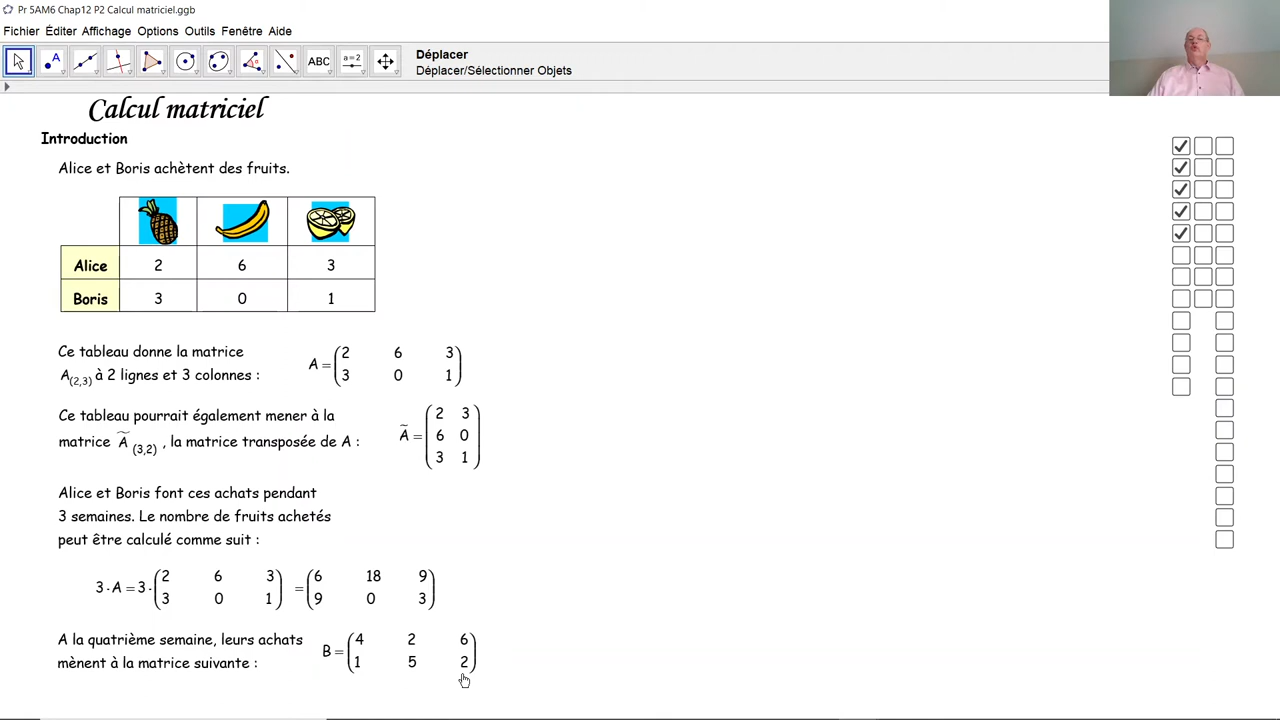 Pr 5AM6 Chap12 P2 Calcul matriciel.ggb
Fichier Éditer Affichage Options Outils Fenêtre Aide
A ABC a=2 Déplacer
Déplacer/Sélectionner Objets
Calcul matriciel
Introduction
Alice et Boris achètent des fruits.
Alice 2 6 3
Boris 3 0 1
Ce tableau donne la matrice
A(2,3) à 2 lignes et 3 colonnes :
A = (2 6 3
3 0 1)
Ce tableau pourrait également mener à la
matrice Ã (3,2) , la matrice transposée de A :
Ã = (2 3
6 0
3 1)
Alice et Boris font ces achats pendant
3 semaines. Le nombre de fruits achetés
peut être calculé comme suit :
3·A = 3·(2 6 3
3 0 1)
= (6 18 9
9 0 3)
A la quatrième semaine, leurs achats
mènent à la matrice suivante :
B = (4 2 6
1 5 2)